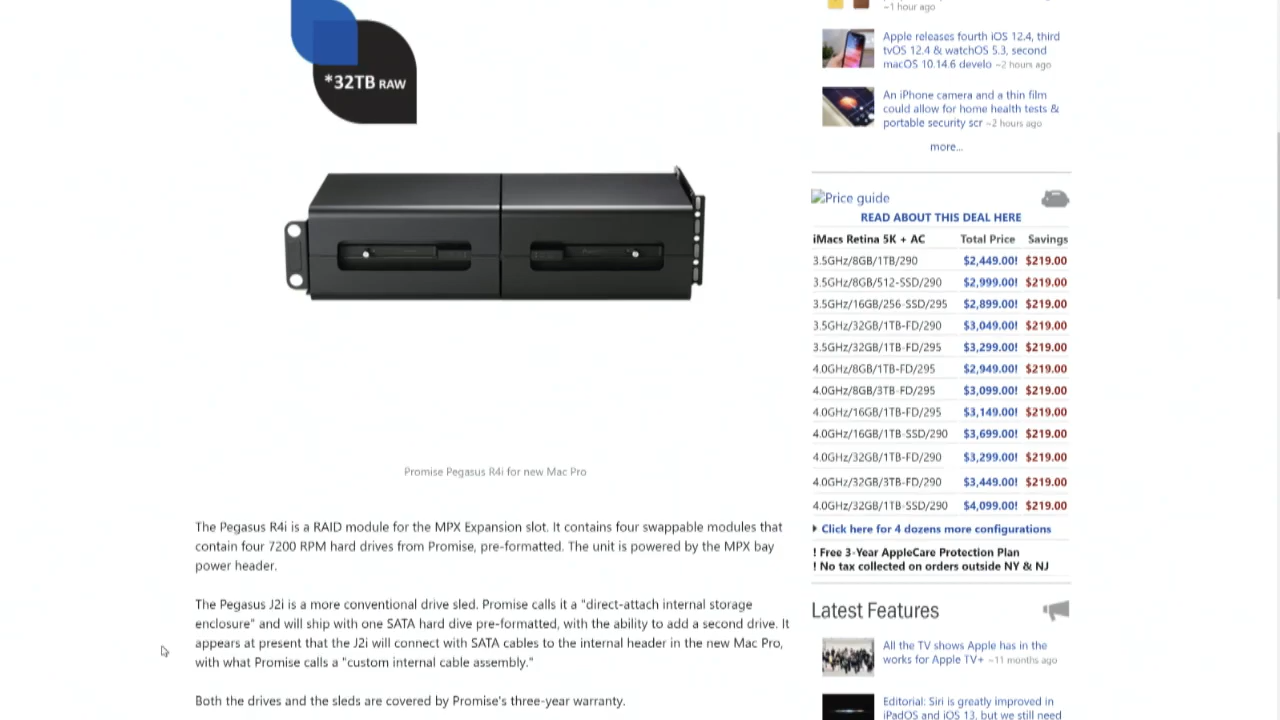 *32TB RAW
Promise Pegasus R4i for new Mac Pro
The Pegasus R4i is a RAID module for the MPX Expansion slot. It contains four swappable modules that
contain four 7200 RPM hard drives from Promise, pre-formatted. The unit is powered by the MPX bay
power header.
The Pegasus J2i is a more conventional drive sled. Promise calls it a "direct-attach internal storage
enclosure" and will ship with one SATA hard dive pre-formatted, with the ability to add a second drive. It
appears at present that the J2i will connect with SATA cables to the internal header in the new Mac Pro,
with what Promise calls a "custom internal cable assembly."
Both the drives and the sleds are covered by Promise's three-year warranty.
~1 hour ago
Apple releases fourth iOS 12.4, third
tvOS 12.4 & watchOS 5.3, second
macOS 10.14.6 develo ~2 hours ago
An iPhone camera and a thin film
could allow for home health tests &
portable security scr ~2 hours ago
more...
Price guide
READ ABOUT THIS DEAL HERE
iMacs Retina 5K + AC Total Price Savings
3.5GHz/8GB/1TB/290 $2,449.00! $219.00
3.5GHz/8GB/512-SSD/290 $2,999.00! $219.00
3.5GHz/16GB/256-SSD/295 $2,899.00! $219.00
3.5GHz/32GB/1TB-FD/290 $3,049.00! $219.00
3.5GHz/32GB/1TB-FD/295 $3,299.00! $219.00
4.0GHz/8GB/1TB-FD/295 $2,949.00! $219.00
4.0GHz/8GB/3TB-FD/295 $3,099.00! $219.00
4.0GHz/16GB/1TB-FD/295 $3,149.00! $219.00
4.0GHz/16GB/1TB-SSD/290 $3,699.00! $219.00
4.0GHz/32GB/1TB-FD/290 $3,299.00! $219.00
4.0GHz/32GB/3TB-FD/290 $3,449.00! $219.00
4.0GHz/32GB/1TB-SSD/290 $4,099.00! $219.00
Click here for 4 dozens more configurations
! Free 3-Year AppleCare Protection Plan
! No tax collected on orders outside NY & NJ
Latest Features
All the TV shows Apple has in the
works for Apple TV+ ~11 months ago
Editorial: Siri is greatly improved in
iPadOS and iOS 13, but we still need